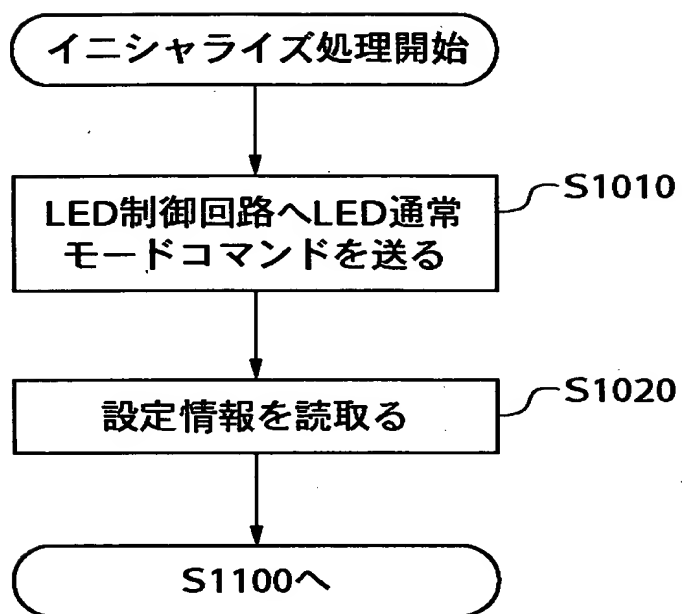 イニシャライズ処理開始
LED制御回路へLED通常
モードコマンドを送る
S1010
設定情報を読取る
S1020
S1100へ